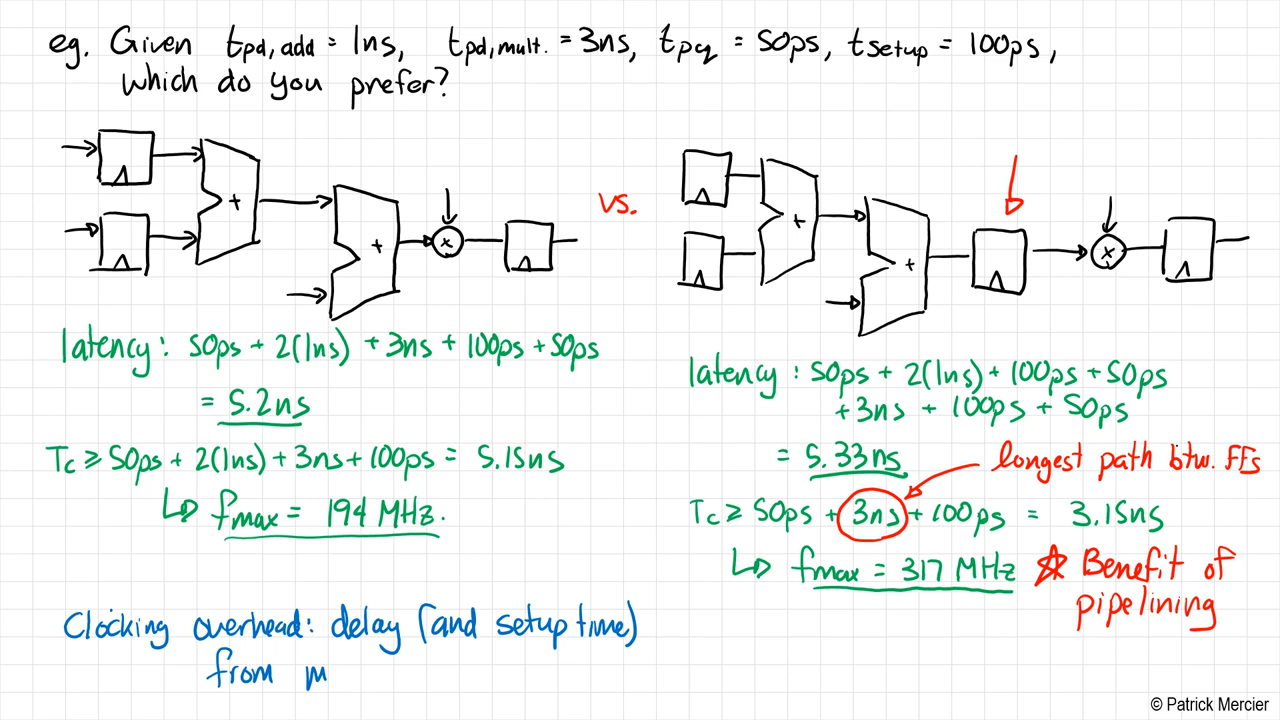 eg. Given tpd,add = 1ns, tpd,mult. = 3ns, tpcq = 50ps, tsetup = 100ps,
which do you prefer?
+
+
x
vs.
+
+
x
latency: 50ps + 2(1ns) + 3ns + 100ps + 50ps
= 5.2ns
Tc ≥ 50ps + 2(1ns) + 3ns + 100ps = 5.15ns
↳ fmax = 194 MHz.
latency: 50ps + 2(1ns) + 100ps + 50ps
+ 3ns + 100ps + 50ps
= 5.33ns
longest path btw. FFs
Tc ≥ 50ps + 3ns + 100ps = 3.15ns
↳ fmax = 317 MHz
☆ Benefit of
pipelining
Clocking overhead: delay (and setup time)
from m
© Patrick Mercier